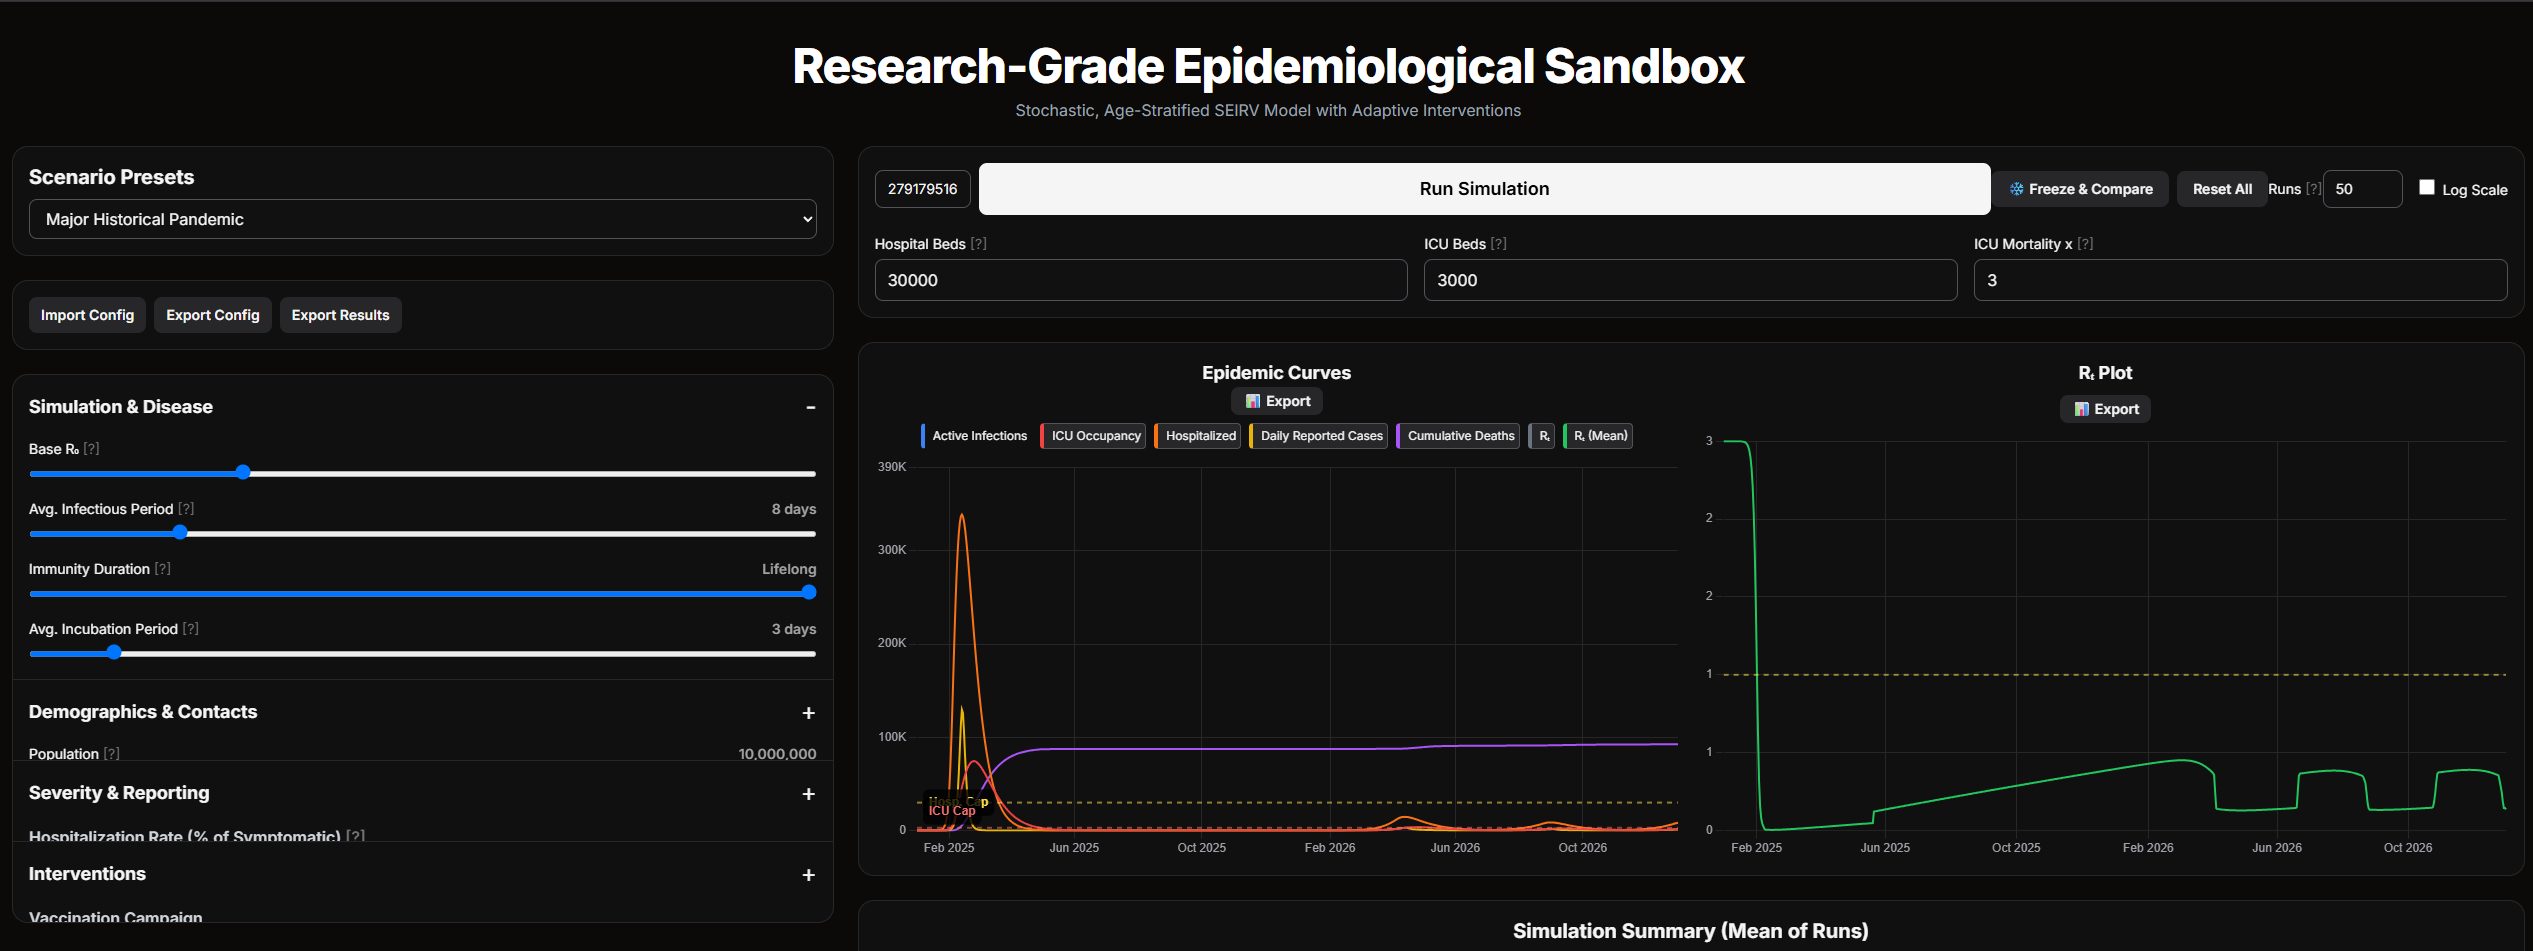 Research-Grade Epidemiological Sandbox
Stochastic, Age-Stratified SEIRV Model with Adaptive Interventions
Scenario Presets
Major Historical Pandemic
Import Config
Export Config
Export Results
Simulation & Disease
−
Base R₀ [?]
Avg. Infectious Period [?]
8 days
Immunity Duration [?]
Lifelong
Avg. Incubation Period [?]
3 days
Demographics & Contacts
+
Population [?]
10,000,000
Severity & Reporting
+
Hospitalization Rate (% of Symptomatic) [?]
Interventions
+
Vaccination Campaign
279179516
Run Simulation
Freeze & Compare
Reset All
Runs [?]
50
Log Scale
Hospital Beds [?]
30000
ICU Beds [?]
3000
ICU Mortality x [?]
3
Epidemic Curves
Export
Active Infections
ICU Occupancy
Hospitalized
Daily Reported Cases
Cumulative Deaths
Rₜ
Rₜ (Mean)
390K
300K
200K
100K
0
Hosp. Cap
ICU Cap
Feb 2025
Jun 2025
Oct 2025
Feb 2026
Jun 2026
Oct 2026
Rₜ Plot
Export
3
2
2
1
1
0
Feb 2025
Jun 2025
Oct 2025
Feb 2026
Jun 2026
Oct 2026
Simulation Summary (Mean of Runs)